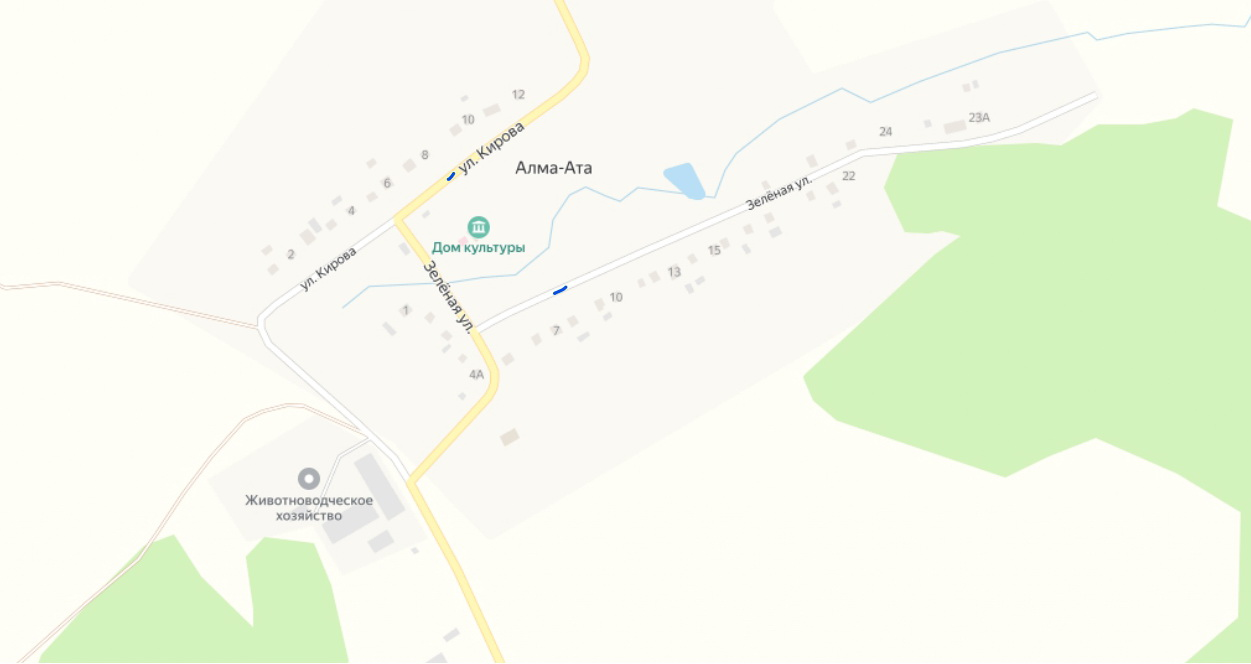 12
10
ул. Кирова
8
Алма-Ата
6
4
2
ул. Кирова
Дом культуры
Зелёная ул.
1
4А
7
10
13
15
Зелёная ул.
22
24
23А
Животноводческое
хозяйство